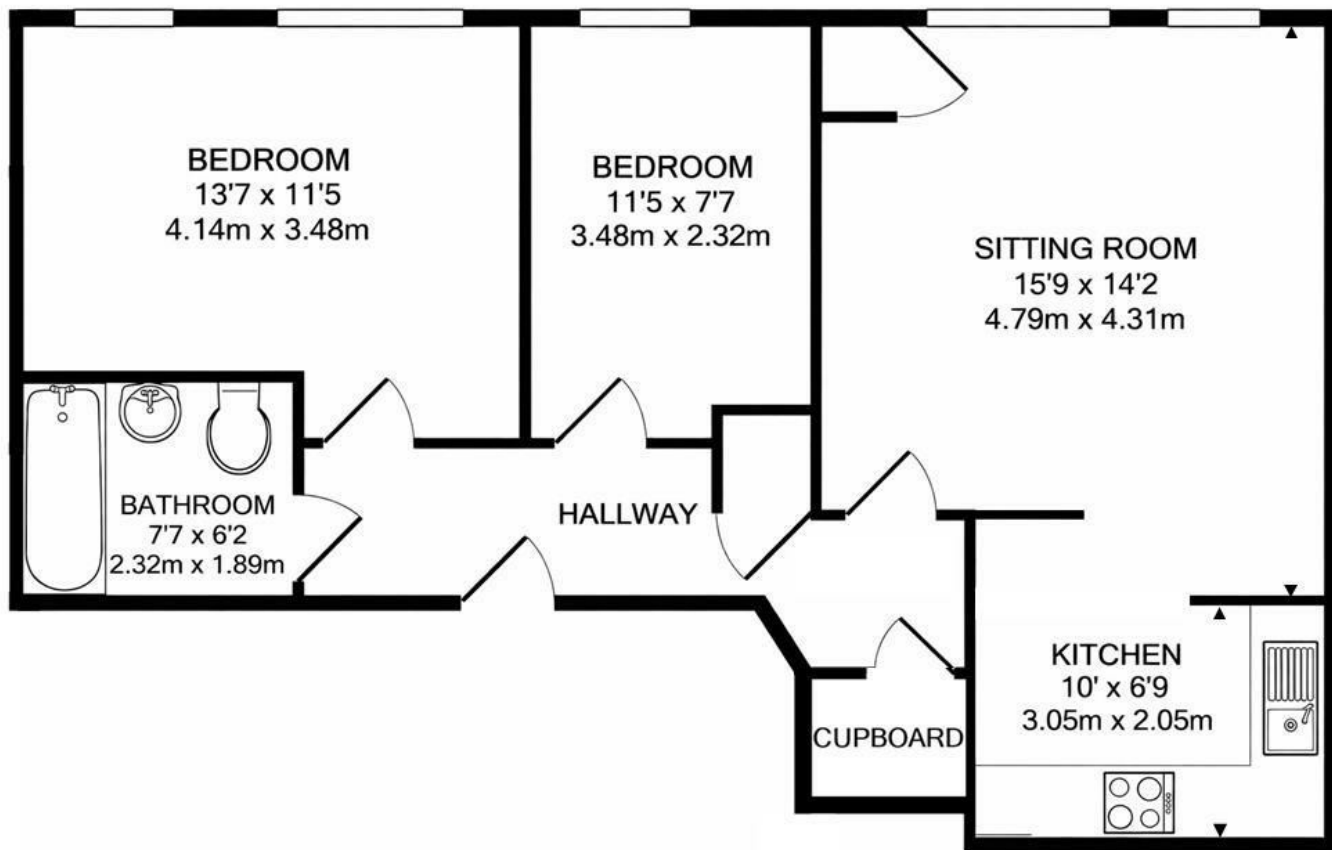 BEDROOM
13'7 x 11'5
4.14m x 3.48m
BEDROOM
11'5 x 7'7
3.48m x 2.32m
SITTING ROOM
15'9 x 14'2
4.79m x 4.31m
BATHROOM
7'7 x 6'2
2.32m x 1.89m
HALLWAY
KITCHEN
10' x 6'9
3.05m x 2.05m
CUPBOARD